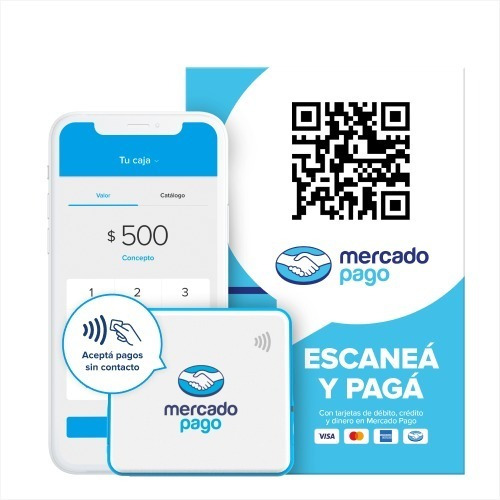 Tu caja
Valor
Catálogo
$ 500
Concepto
1 2 3
Aceptá pagos
sin contacto
mercado
pago
mercado
pago
ESCANEÁ
Y PAGÁ
Con tarjetas de débito, crédito
y dinero en Mercado Pago
VISA